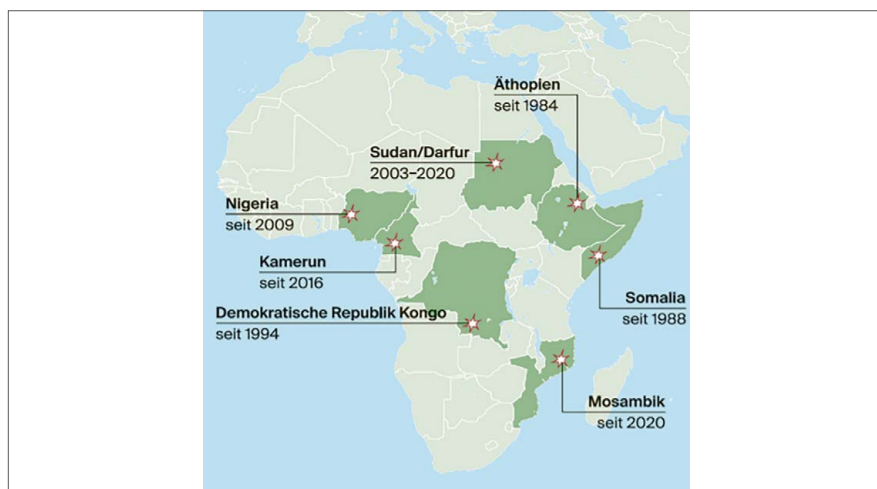 Äthopien
seit 1984
Sudan/Darfur
2003–2020
Nigeria
seit 2009
Kamerun
seit 2016
Somalia
seit 1988
Demokratische Republik Kongo
seit 1994
Mosambik
seit 2020